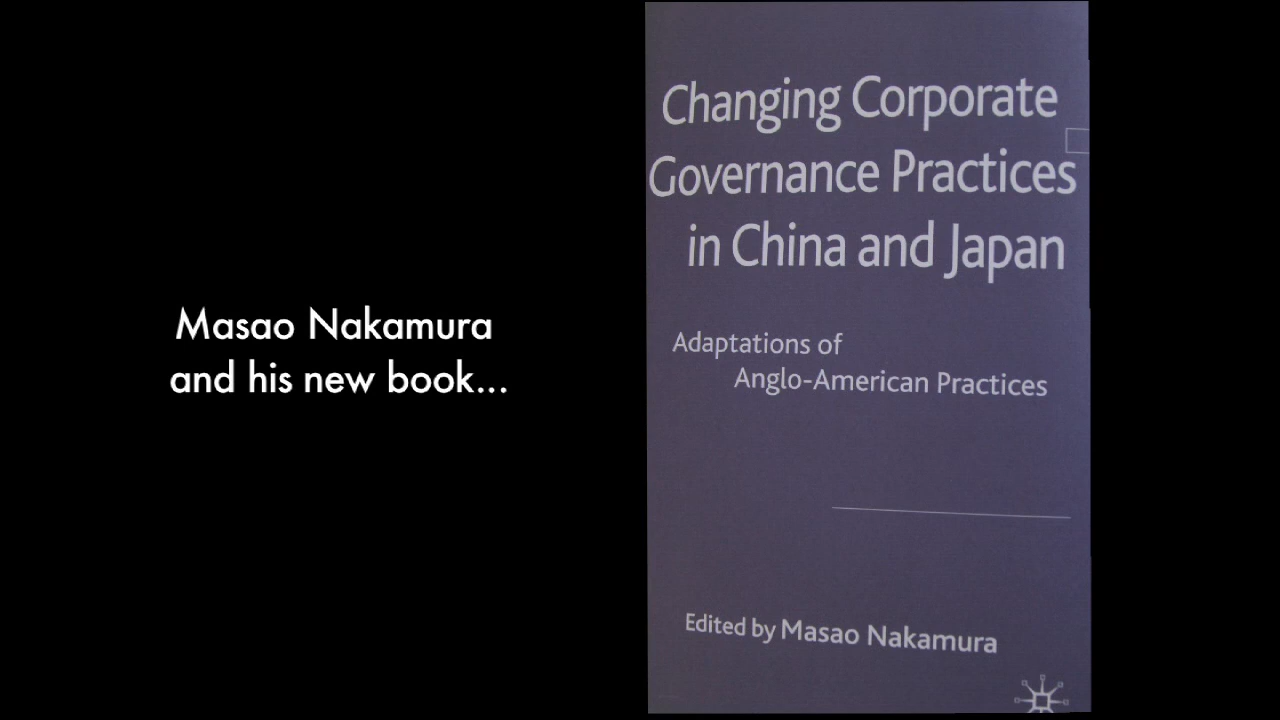 Masao Nakamura
and his new book...
Changing Corporate
Governance Practices
in China and Japan
Adaptations of
Anglo-American Practices
Edited by Masao Nakamura